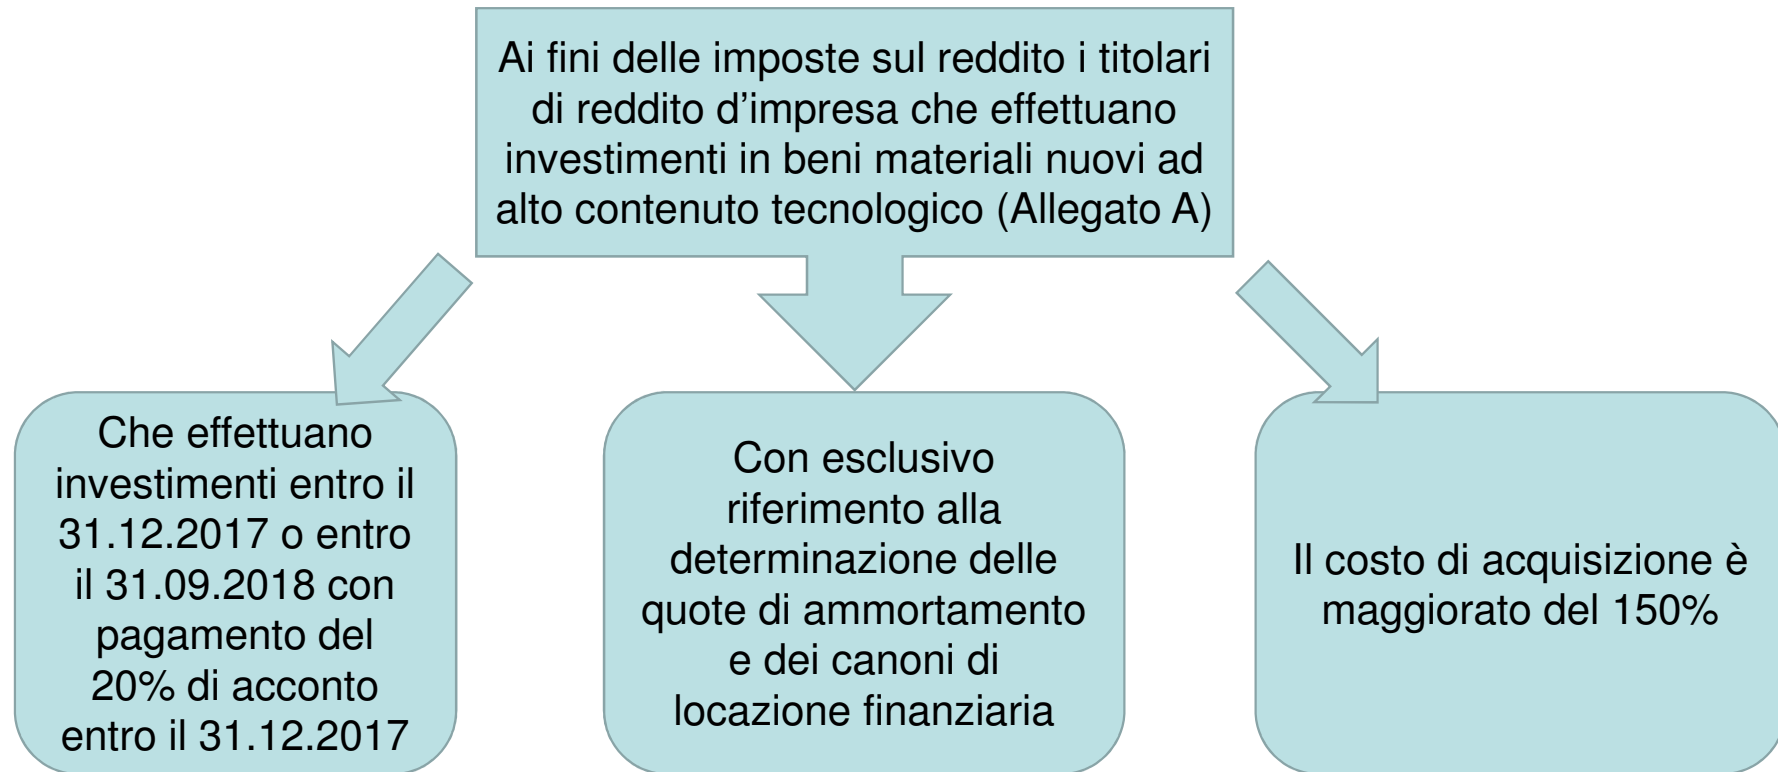 Ai fini delle imposte sul reddito i titolari
di reddito d’impresa che effettuano
investimenti in beni materiali nuovi ad
alto contenuto tecnologico (Allegato A)
Che effettuano
investimenti entro il
31.12.2017 o entro
il 31.09.2018 con
pagamento del
20% di acconto
entro il 31.12.2017
Con esclusivo
riferimento alla
determinazione delle
quote di ammortamento
e dei canoni di
locazione finanziaria
Il costo di acquisizione è
maggiorato del 150%